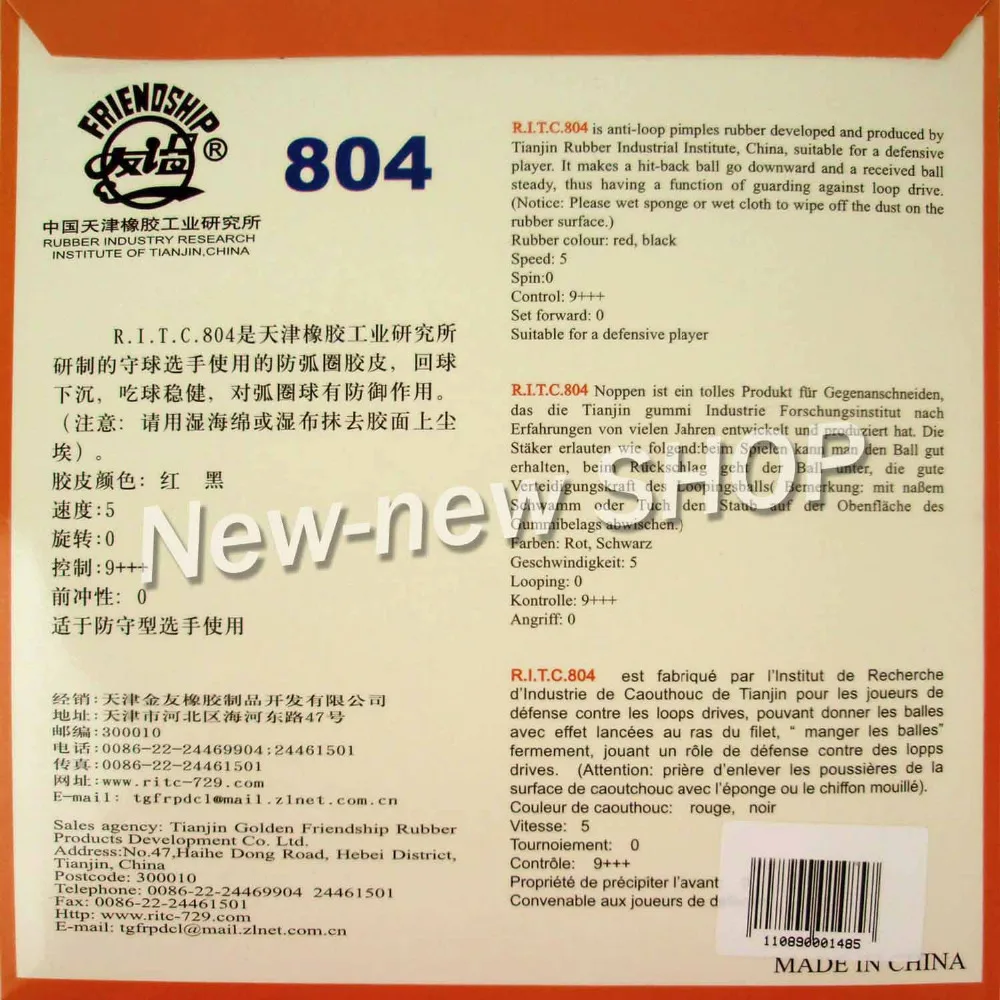 FRIENDSHIP
友谊®
804
中国天津橡胶工业研究所
RUBBER INDUSTRY RESEARCH
INSTITUTE OF TIANJIN,CHINA
R.I.T.C.804是天津橡胶工业研究所
研制的守球选手使用的防弧圈胶皮，回球
下沉，吃球稳健，对弧圈球有防御作用。
（注意：请用湿海绵或湿布抹去胶面上尘
埃）。
胶皮颜色：红 黑
速度:5
旋转:0
控制:9+++
前冲性: 0
适于防守型选手使用
经销:天津金友橡胶制品开发有限公司
地址:天津市河北区海河东路47号
邮编:300010
电话:0086-22-24469904;24461501
传真:0086-22-24461501
网址:www.ritc-729.com
E-mail: tgfrpdcl@mail.zlnet.com.cn
Sales agency: Tianjin Golden Friendship Rubber
Products Development Co. Ltd.
Address:No.47,Haihe Dong Road, Hebei District,
Tianjin, China
Postcode: 300010
Telephone: 0086-22-24469904 24461501
Fax: 0086-22-24461501
Http: www.ritc-729.com
E-mail: tgfrpdcl@mail.zlnet.com.cn
R.I.T.C.804 is anti-loop pimples rubber developed and produced by
Tianjin Rubber Industrial Institute, China, suitable for a defensive
player. It makes a hit-back ball go downward and a received ball
steady, thus having a function of guarding against loop drive.
(Notice: Please wet sponge or wet cloth to wipe off the dust on the
rubber surface.)
Rubber colour: red, black
Speed: 5
Spin:0
Control: 9+++
Set forward: 0
Suitable for a defensive player
R.I.T.C.804 Noppen ist ein tolles Produkt für Gegenanschneiden,
das die Tianjin gummi Industrie Forschungsinstitut nach
Erfahrungen von vielen Jahren entwickelt und produziert hat. Die
Stäker erlauten wie folgend:beim Spielen kann man den Ball gut
erhalten, beim Rückschlag geht der Ball unter, die gute
Verteidigungskraft des Loopingsballs( Bemerkung: mit naßem
Schwamm oder Tuch den Staub auf der Obenfläche des
Gummibelags abwischen.)
Farben: Rot, Schwarz
Geschwindigkeit: 5
Looping: 0
Kontrolle: 9+++
Angriff: 0
R.I.T.C.804 est fabriqué par l'Institut de Recherche
d'Industrie de Caouthouc de Tianjin pour les joueurs de
défense contre les loops drives, pouvant donner les balles
avec effet lancées au ras du filet, “ manger les balles”
fermement, jouant un rôle de défense contre des lopps
drives. (Attention: prière d'enlever les poussières de la
surface de caoutchouc avec l'éponge ou le chiffon mouillé).
Couleur de caouthouc: rouge, noir
Vitesse: 5
Tournoiement: 0
Contrôle: 9+++
Propriété de précipiter l'avant
Convenable aux joueurs de
110890001485
MADE IN CHINA
New-new SHOP